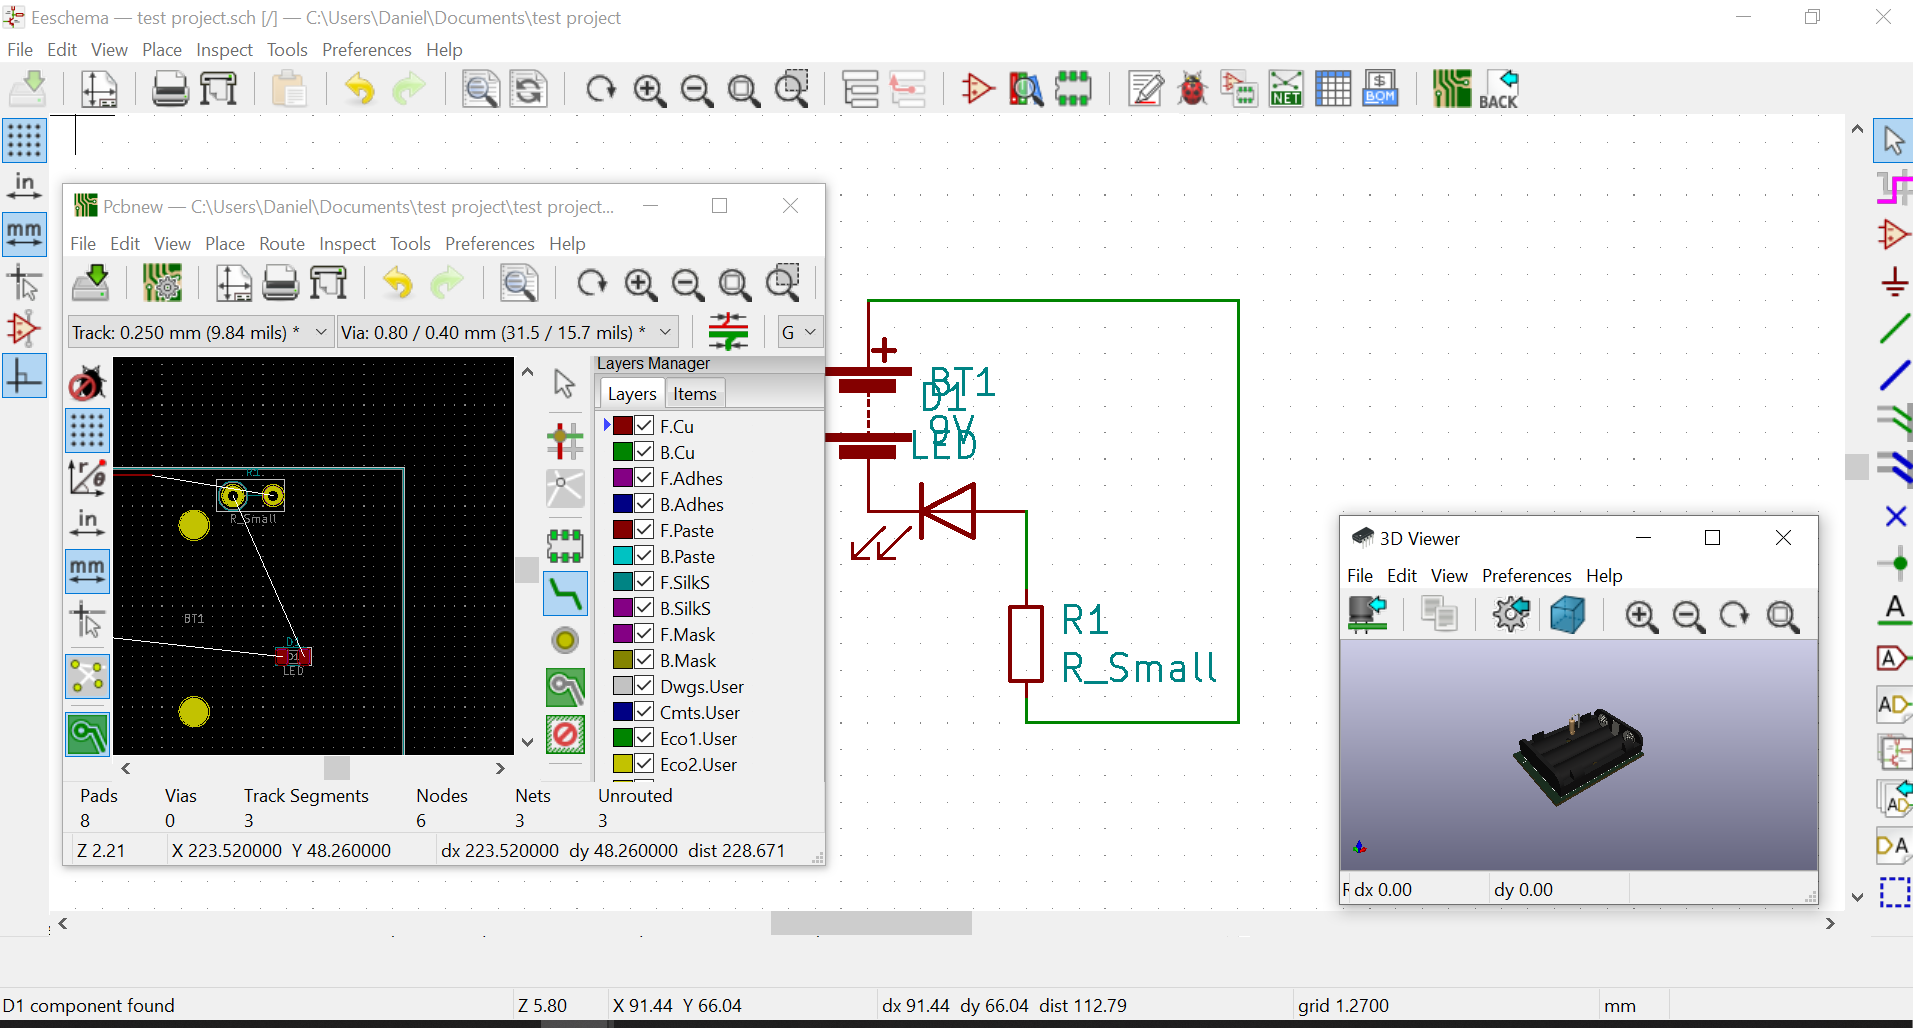 Eeschema — test project.sch [/] — C:\Users\Daniel\Documents\test project
File Edit View Place Inspect Tools Preferences Help
NET
$
BOM
BACK
in
mm
Pcbnew — C:\Users\Daniel\Documents\test project\test project...
File Edit View Place Route Inspect Tools Preferences Help
Track: 0.250 mm (9.84 mils) *
Via: 0.80 / 0.40 mm (31.5 / 15.7 mils) *
G
Layers Manager
Layers Items
F.Cu
B.Cu
F.Adhes
B.Adhes
F.Paste
B.Paste
F.SilkS
B.SilkS
F.Mask
B.Mask
Dwgs.User
Cmts.User
Eco1.User
Eco2.User
in
mm
R1
R_Small
BT1
D1
LED
Pads Vias Track Segments Nodes Nets Unrouted
8 0 3 6 3 3
Z 2.21 X 223.520000 Y 48.260000 dx 223.520000 dy 48.260000 dist 228.671
+
BT1
D1
9V
LED
R1
R_Small
3D Viewer
File Edit View Preferences Help
dx 0.00 dy 0.00
A
A
AD
AD
DA
D1 component found Z 5.80 X 91.44 Y 66.04 dx 91.44 dy 66.04 dist 112.79 grid 1.2700 mm